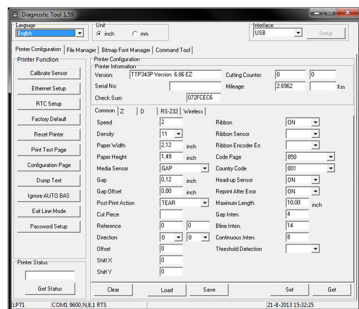 Diagnostic Tool 1.56
Language
English
Unit
inch
cm
Interface
USB
Setup
Printer Configuration
File Manager
Bitmap Font Manager
Command Tool
Printer Function
Calibrate Sensor
Ethernet Setup
RTC Setup
Factory Default
Reset Printer
Print Test Page
Configuration Page
Dump Text
Ignore AUTO.BAS
Exit Line Mode
Password Setup
Printer Status
Get Status
Printer Configuration
Printer Information
Version: TTP343P Version: 6.86 EZ
Cutting Counter: 0 0
Serial No:
Mileage: 2.6962 Km
Check Sum: 072FCEC6
Common Z D RS-232 Wireless
Speed 2
Ribbon ON
Density 11
Ribbon Sensor
Paper Width 2.12 inch
Ribbon Encoder Err.
Paper Height 1.49 inch
Code Page 850
Media Sensor GAP
Country Code 001
Gap 0.12 inch
Head-up Sensor ON
Gap Offset 0.00 inch
Reprint After Error ON
Post-Print Action TEAR
Maximum Length 10.00 inch
Cut Piece
Gap Inten. 4
Reference 0 0
Bline Inten. 14
Direction 0 0
Continuous Inten. 8
Offset 0
Threshold Detection
Shift X 0
Shift Y 0
Clear
Load
Save
Set
Get
LPT1
COM1 9600,N,8,1 RTS
21-8-2013 15:32:25